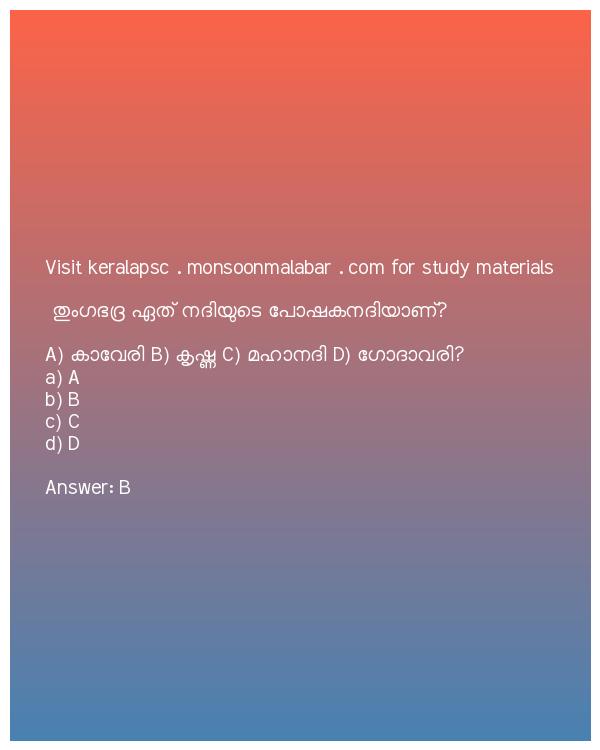 Visit keralapsc . monsoonmalabar . com for study materials
തുംഗഭദ്ര ഏത് നദിയുടെ പോഷകനദിയാണ്?
A) കാവേരി B) കൃഷ്ണ C) മഹാനദി D) ഗോദാവരി?
a) A
b) B
c) C
d) D
Answer: B